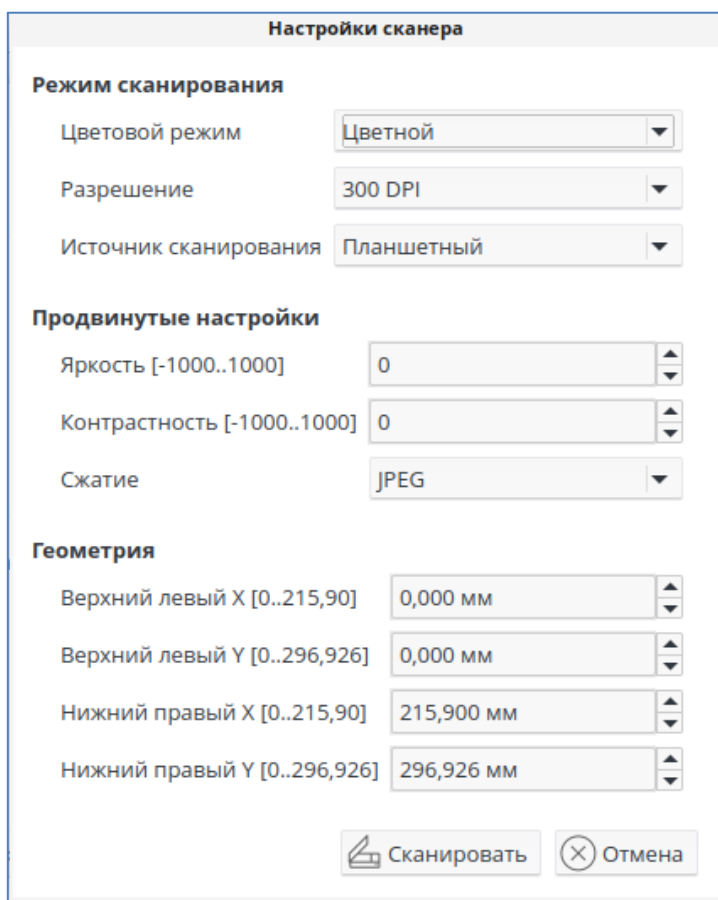 Настройки сканера
Режим сканирования
Цветовой режим Цветной
Разрешение 300 DPI
Источник сканирования Планшетный
Продвинутые настройки
Яркость [-1000..1000] 0
Контрастность [-1000..1000] 0
Сжатие JPEG
Геометрия
Верхний левый X [0..215,90] 0,000 мм
Верхний левый Y [0..296,926] 0,000 мм
Нижний правый X [0..215,90] 215,900 мм
Нижний правый Y [0..296,926] 296,926 мм
Сканировать Отмена